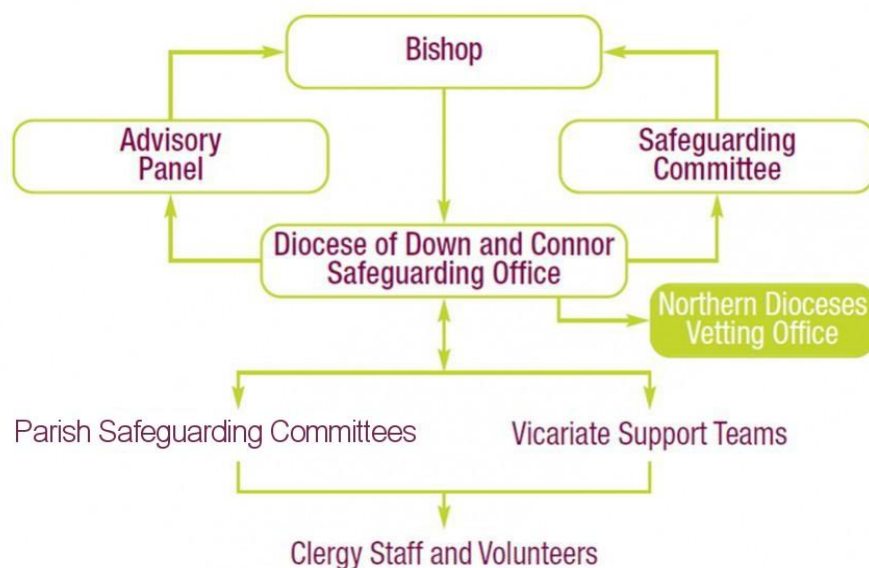 Bishop
Advisory
Panel
Safeguarding
Committee
Diocese of Down and Connor
Safeguarding Office
Northern Dioceses
Vetting Office
Parish Safeguarding Committees
Vicariate Support Teams
Clergy Staff and Volunteers